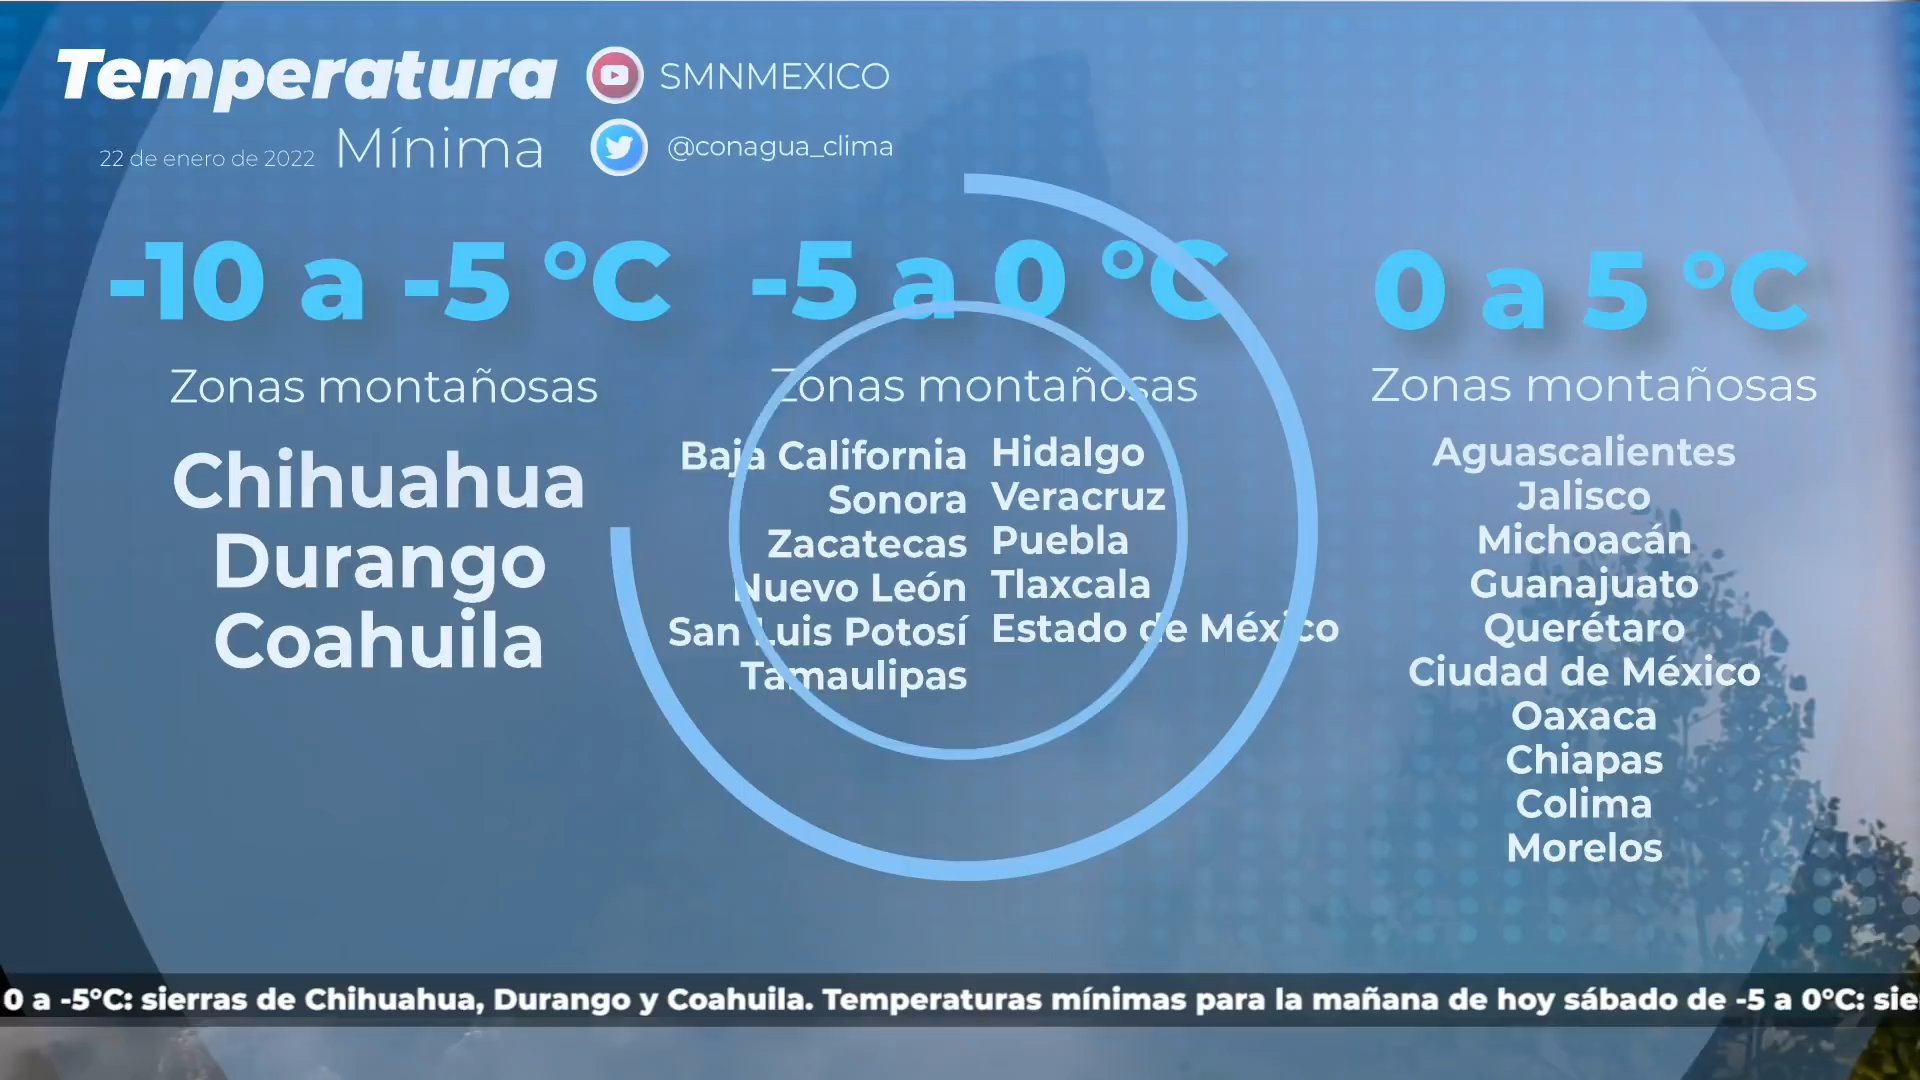 Temperatura
Mínima
22 de enero de 2022
SMNMEXICO
@conagua_clima
-10 a -5 °C
Zonas montañosas
Chihuahua
Durango
Coahuila
-5 a 0 °C
Zonas montañosas
Baja California
Sonora
Zacatecas
Nuevo León
San Luis Potosí
Tamaulipas
Hidalgo
Veracruz
Puebla
Tlaxcala
Estado de México
0 a 5 °C
Zonas montañosas
Aguascalientes
Jalisco
Michoacán
Guanajuato
Querétaro
Ciudad de México
Oaxaca
Chiapas
Colima
Morelos
0 a -5°C: sierras de Chihuahua, Durango y Coahuila. Temperaturas mínimas para la mañana de hoy sábado de -5 a 0°C: sie